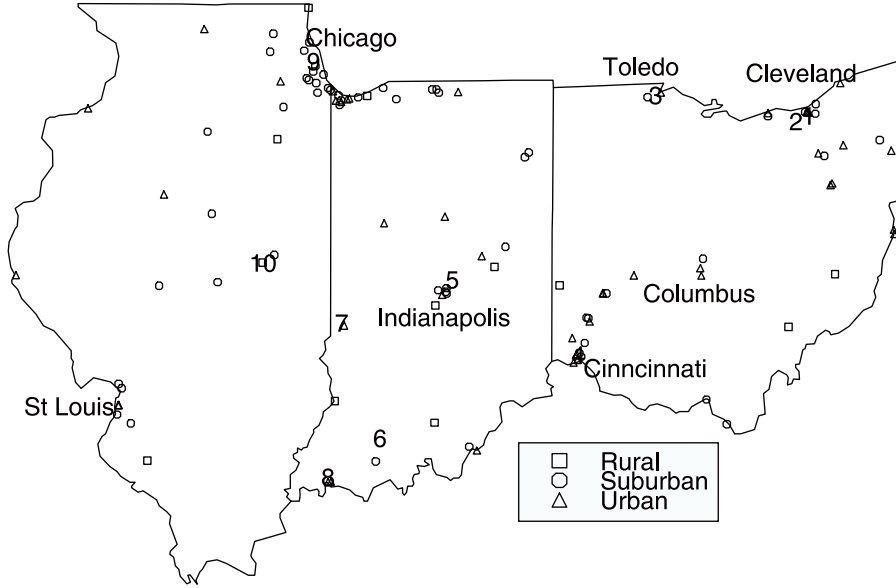 Chicago
9
Toledo
3
Cleveland
2
1
10
5
Columbus
7
Indianapolis
Cinncinnati
St Louis
6
8
Rural
Suburban
Urban